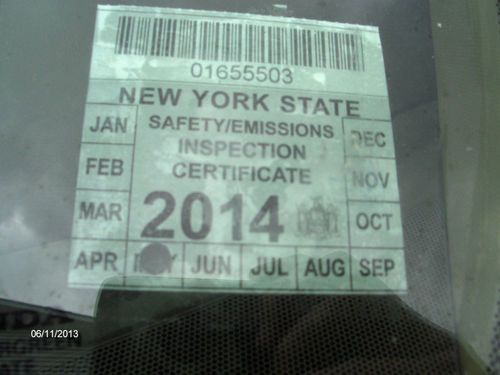 01655503
NEW YORK STATE
JAN SAFETY/EMISSIONS DEC
INSPECTION
FEB CERTIFICATE NOV
MAR 2014 OCT
APR JUN JUL AUG SEP
06/11/2013